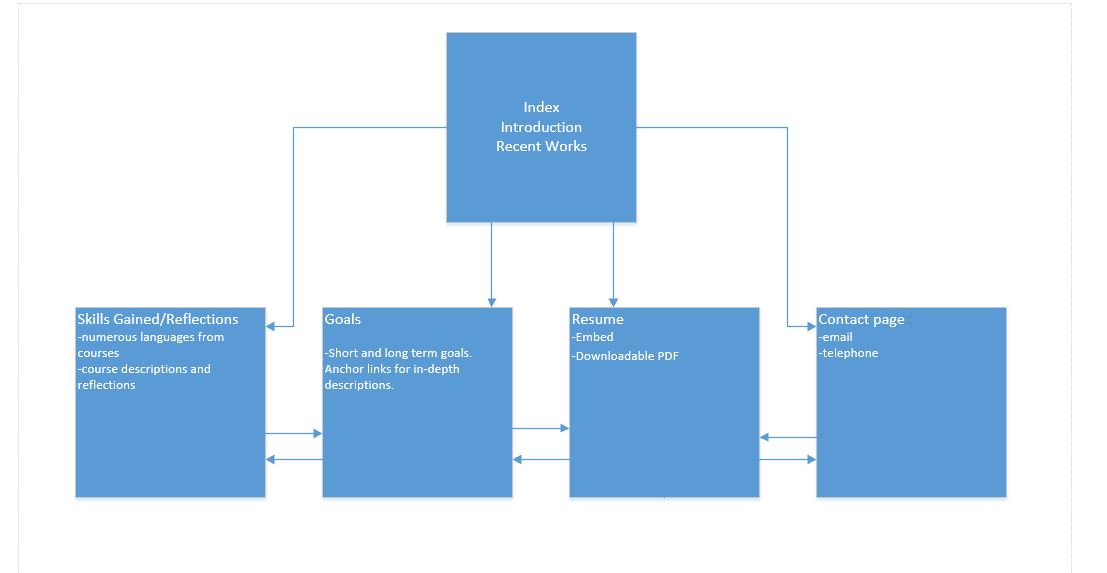 Index
Introduction
Recent Works
Skills Gained/Reflections
-numerous languages from
courses
-course descriptions and
reflections
Goals
-Short and long term goals.
Anchor links for in-depth
descriptions.
Resume
-Embed
-Downloadable PDF
Contact page
-email
-telephone